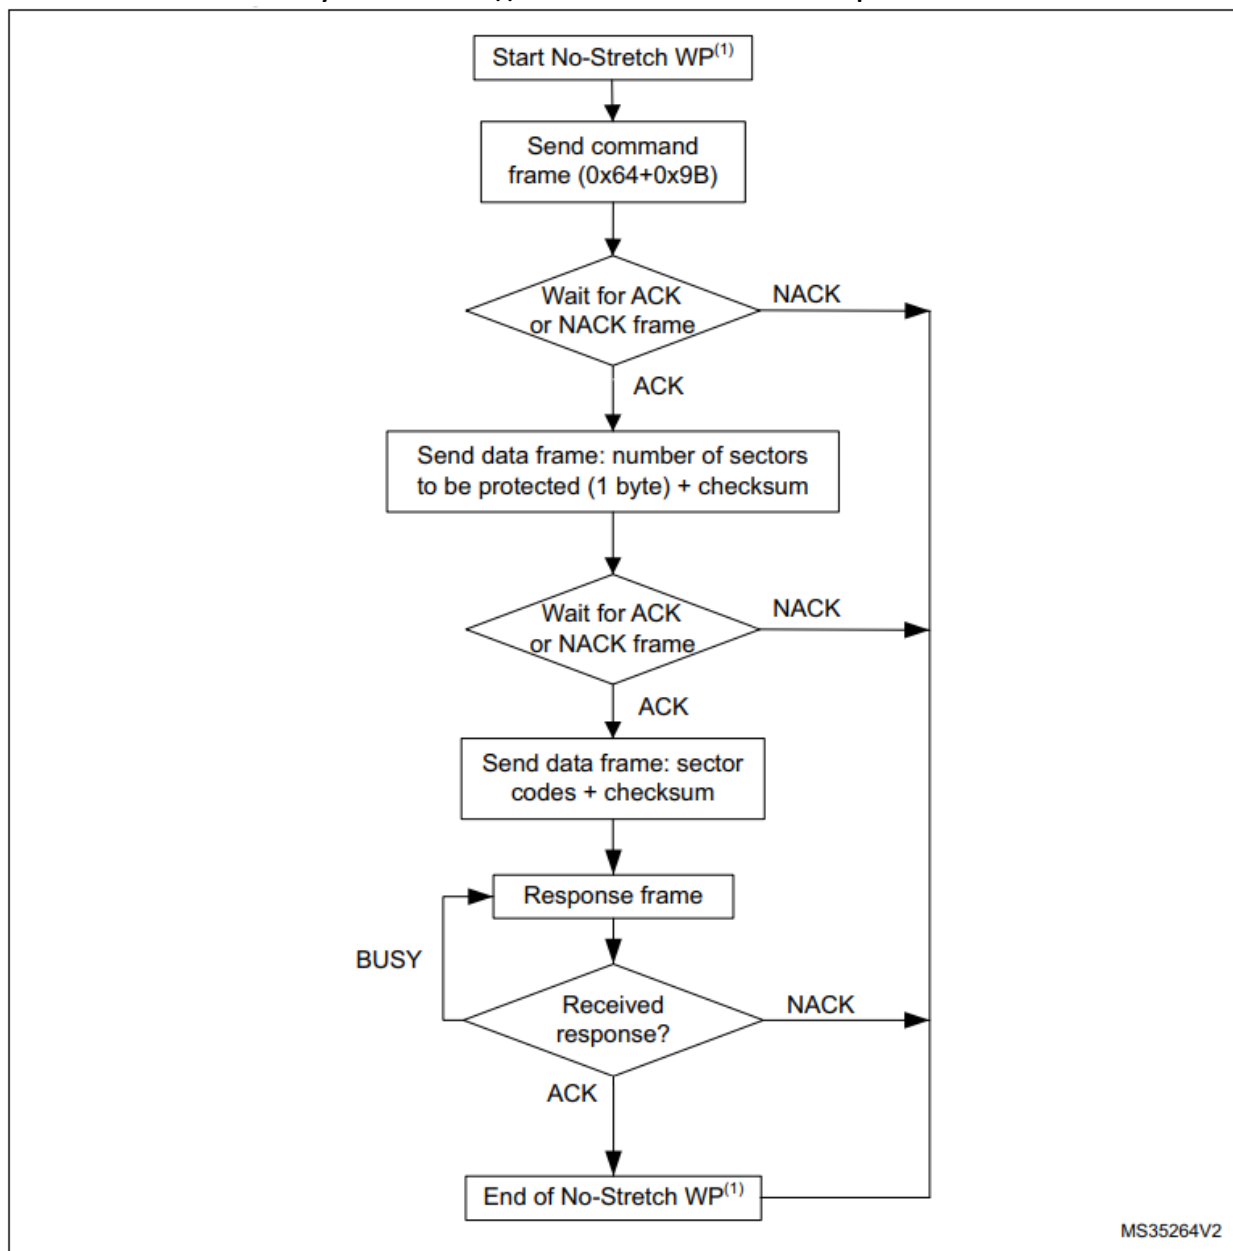 Start No-Stretch WP(1)
Send command
frame (0x64+0x9B)
Wait for ACK
or NACK frame
NACK
ACK
Send data frame: number of sectors
to be protected (1 byte) + checksum
Wait for ACK
or NACK frame
NACK
ACK
Send data frame: sector
codes + checksum
Response frame
BUSY
Received
response?
NACK
ACK
End of No-Stretch WP(1)
MS35264V2